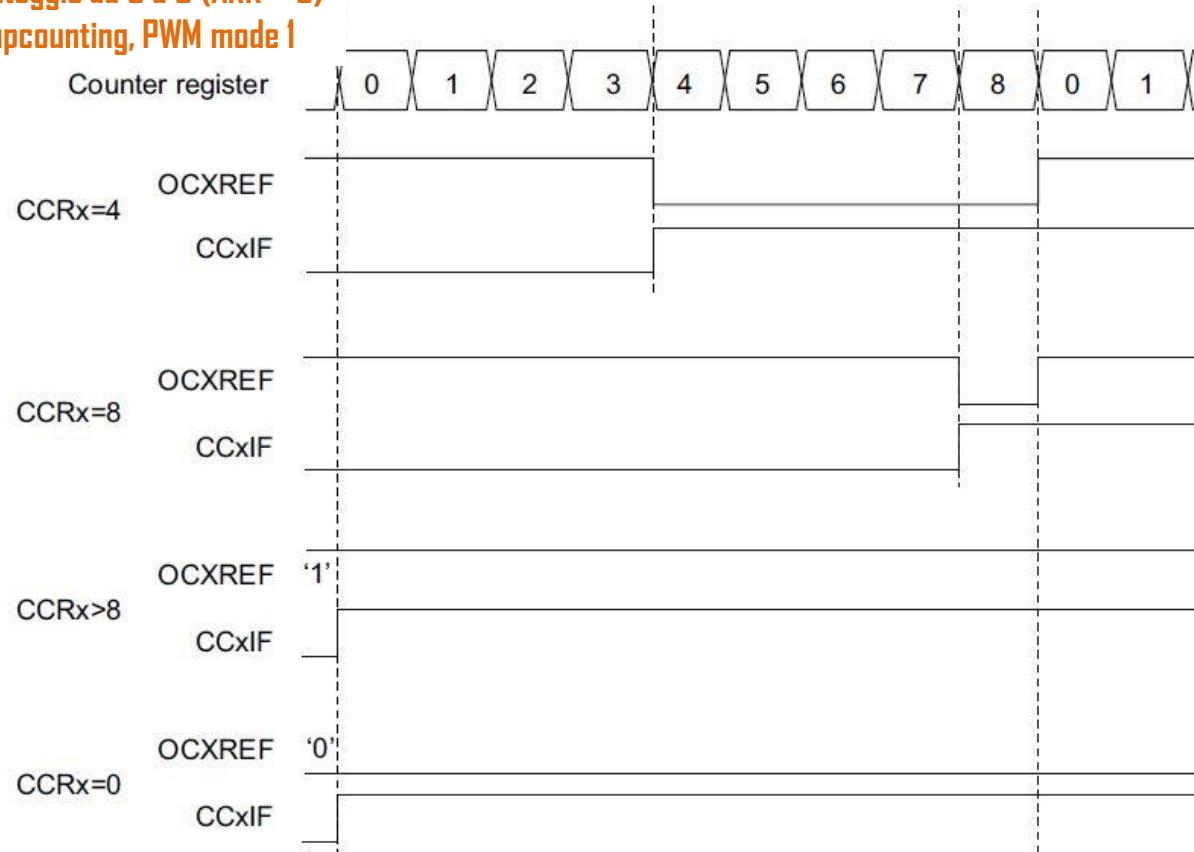 upcounting, PWM mode 1
Counter register 0 1 2 3 4 5 6 7 8 0 1
OCXREF
CCRx=4
CCxIF
OCXREF
CCRx=8
CCxIF
OCXREF '1'
CCRx>8
CCxIF
OCXREF '0'
CCRx=0
CCxIF